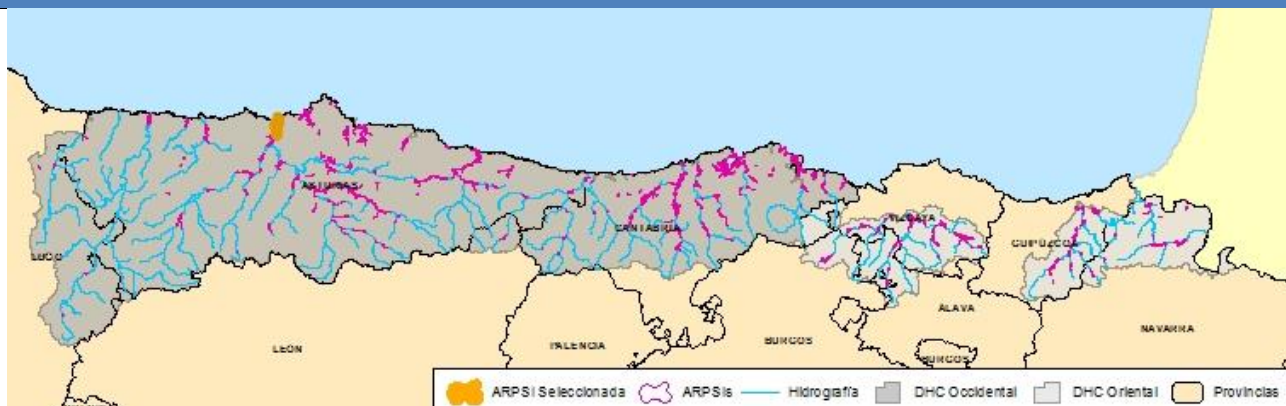 ASTURIAS
VIZCAYA
CANTABRIA
GUIPÚZCOA
LUGO
ALAVA
NAVARRA
LEÓN
PALENCIA
BURGOS
BURGOS
ARPSI Seleccionada
ARPSIs
Hidrografía
DHC Occidental
DHC Oriental
Provincias